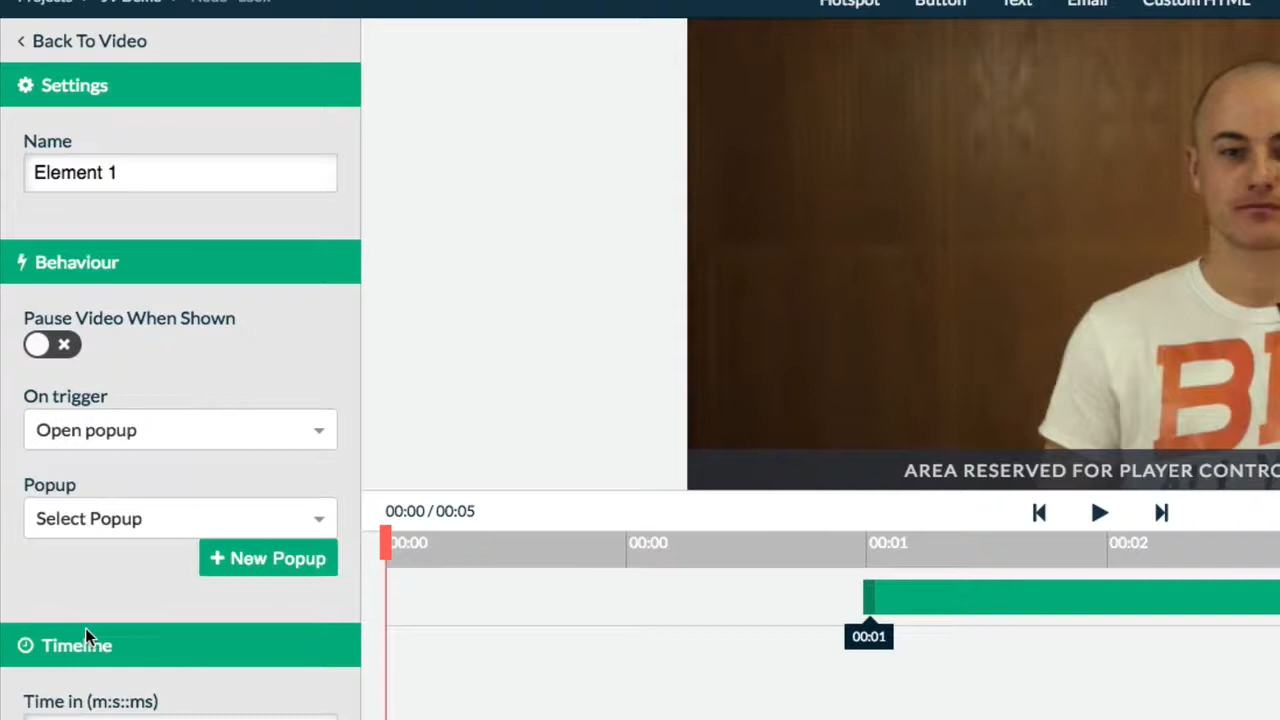 Projects
Hotspot Button Text Email Custom HTML
Back To Video
Settings
Name
Element 1
Behaviour
Pause Video When Shown
On trigger
Open popup
AREA RESERVED FOR PLAYER CONTRO
Popup
00:00 / 00:05
Select Popup
00:00 00:00 00:01 00:02
+ New Popup
00:01
Timeline
Time in (m:s::ms)